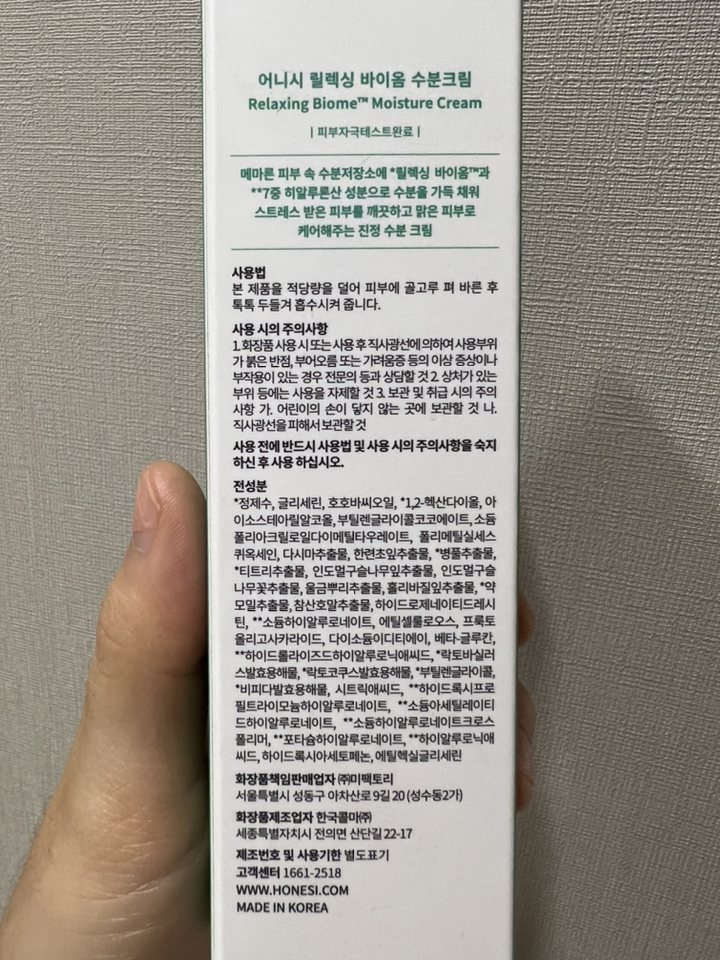 어니시 릴렉싱 바이옴 수분크림
Relaxing Biome™ Moisture Cream
| 피부자극테스트완료 |
메마른 피부 속 수분저장소에 *릴렉싱 바이옴™과
**7중 히알루론산 성분으로 수분을 가득 채워
스트레스 받은 피부를 깨끗하고 맑은 피부로
케어해주는 진정 수분 크림
사용법
본 제품을 적당량을 덜어 피부에 골고루 펴 바른 후
톡톡 두들겨 흡수시켜 줍니다.
사용 시의 주의사항
1. 화장품 사용 시 또는 사용 후 직사광선에 의하여 사용부위
가 붉은 반점, 부어오름 또는 가려움증 등의 이상 증상이나
부작용이 있는 경우 전문의 등과 상담할 것 2. 상처가 있는
부위 등에는 사용을 자제할 것 3. 보관 및 취급 시의 주의
사항 가. 어린이의 손이 닿지 않는 곳에 보관할 것 나.
직사광선을 피해서 보관할 것
사용 전에 반드시 사용법 및 사용 시의 주의사항을 숙지
하신 후 사용 하십시오.
전성분
*정제수, 글리세린, 호호바씨오일, *1,2-헥산다이올, 아
이소스테아릴알코올, 부틸렌글라이콜코코에이트, 소듐
폴리아크릴로일다이메틸타우레이트, 폴리메틸실세스
퀴옥세인, 다시마추출물, 한련초잎추출물, *병풀추출물,
*티트리추출물, 인도멀구슬나무잎추출물, 인도멀구슬
나무꽃추출물, 울금뿌리추출물, 홀리바질잎추출물, *약
모밀추출물, 참산호말추출물, 하이드로제네이티드레시
틴, **소듐하이알루로네이트, 에틸셀룰로오스, 프룩토
올리고사카라이드, 다이소듐이디티에이, 베타-글루칸,
**하이드롤라이즈드하이알루로닉애씨드, *락토바실러
스발효용해물, *락토코쿠스발효용해물, *부틸렌글라이콜,
*비피다발효용해물, 시트릭애씨드, **하이드록시프로
필트라이모늄하이알루로네이트, **소듐아세틸레이티
드하이알루로네이트, **소듐하이알루로네이트크로스
폴리머, **포타슘하이알루로네이트, **하이알루로닉애
씨드, 하이드록시아세토페논, 에틸헥실글리세린
화장품책임판매업자 ㈜미팩토리
서울특별시 성동구 아차산로 9길 20 (성수동2가)
화장품제조업자 한국콜마㈜
세종특별자치시 전의면 산단길 22-17
제조번호 및 사용기한 별도표기
고객센터 1661-2518
WWW.HONESI.COM
MADE IN KOREA